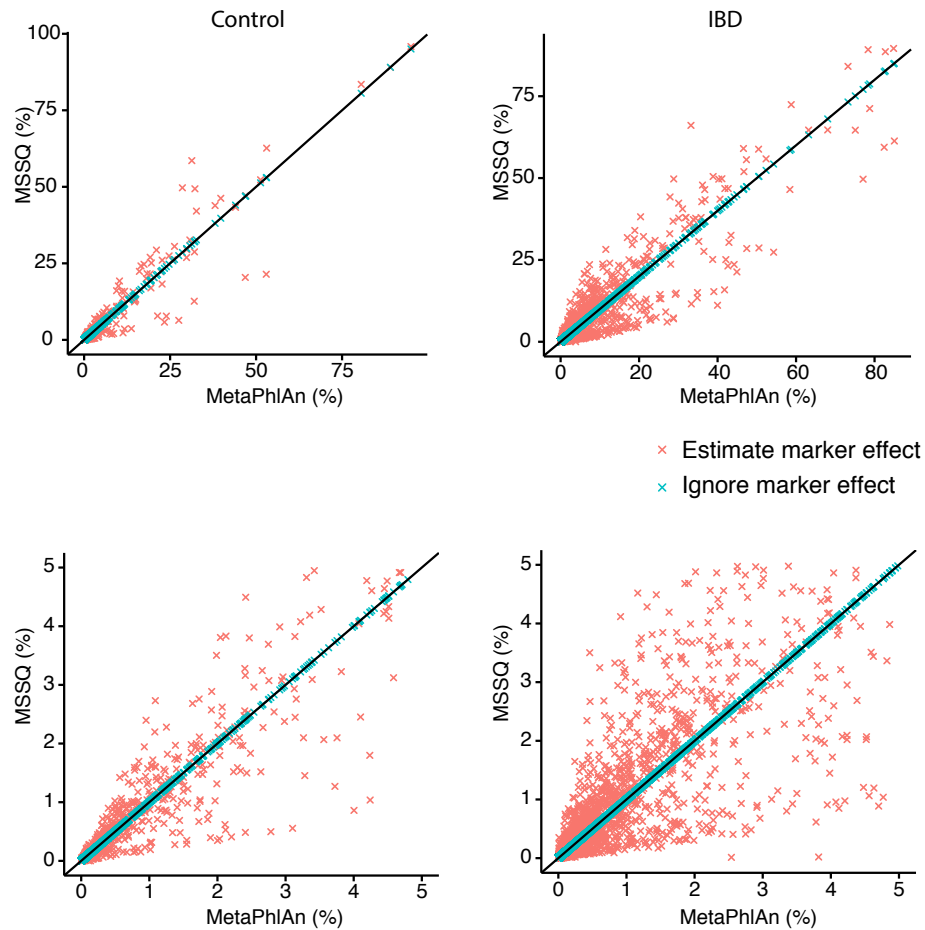 Control
IBD
100
75
50
25
0
MSSQ (%)
0 25 50 75
MetaPhlAn (%)
75
50
25
0
MSSQ (%)
0 20 40 60 80
MetaPhlAn (%)
× Estimate marker effect
× Ignore marker effect
5
4
3
2
1
0
MSSQ (%)
0 1 2 3 4 5
MetaPhlAn (%)
5
4
3
2
1
0
MSSQ (%)
0 1 2 3 4 5
MetaPhlAn (%)